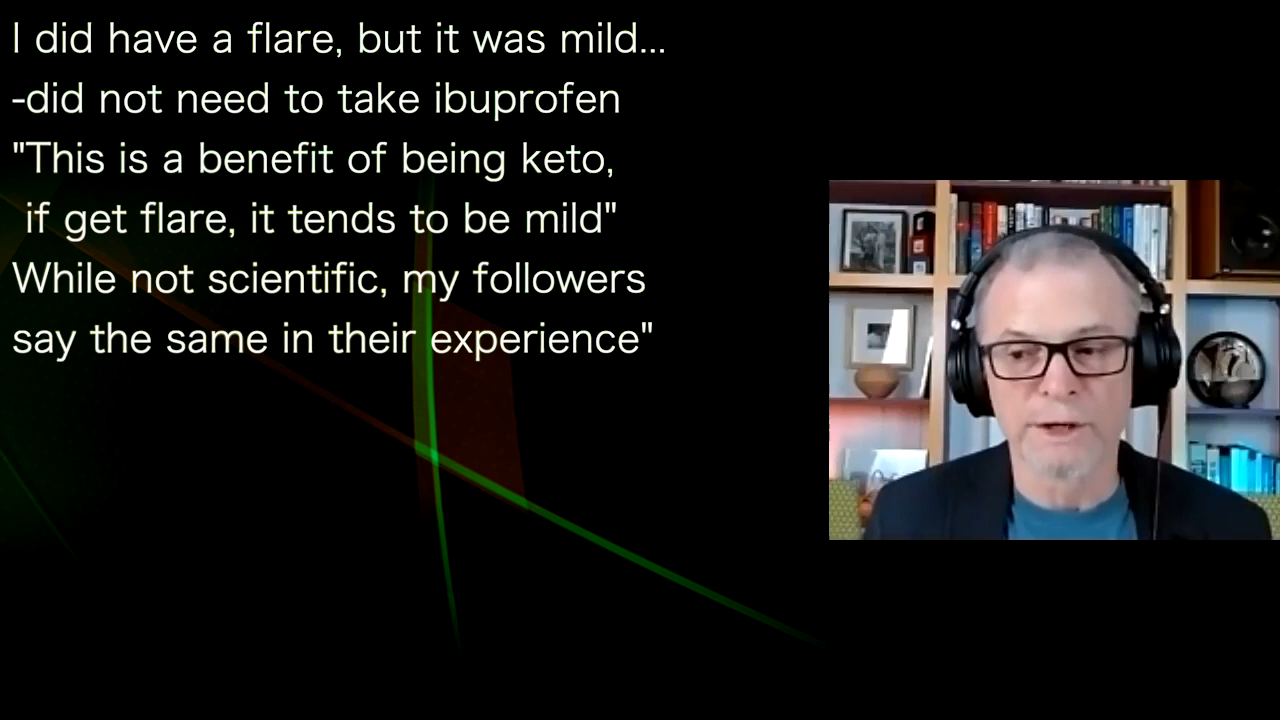 I did have a flare, but it was mild...
-did not need to take ibuprofen
"This is a benefit of being keto,
if get flare, it tends to be mild"
While not scientific, my followers
say the same in their experience"